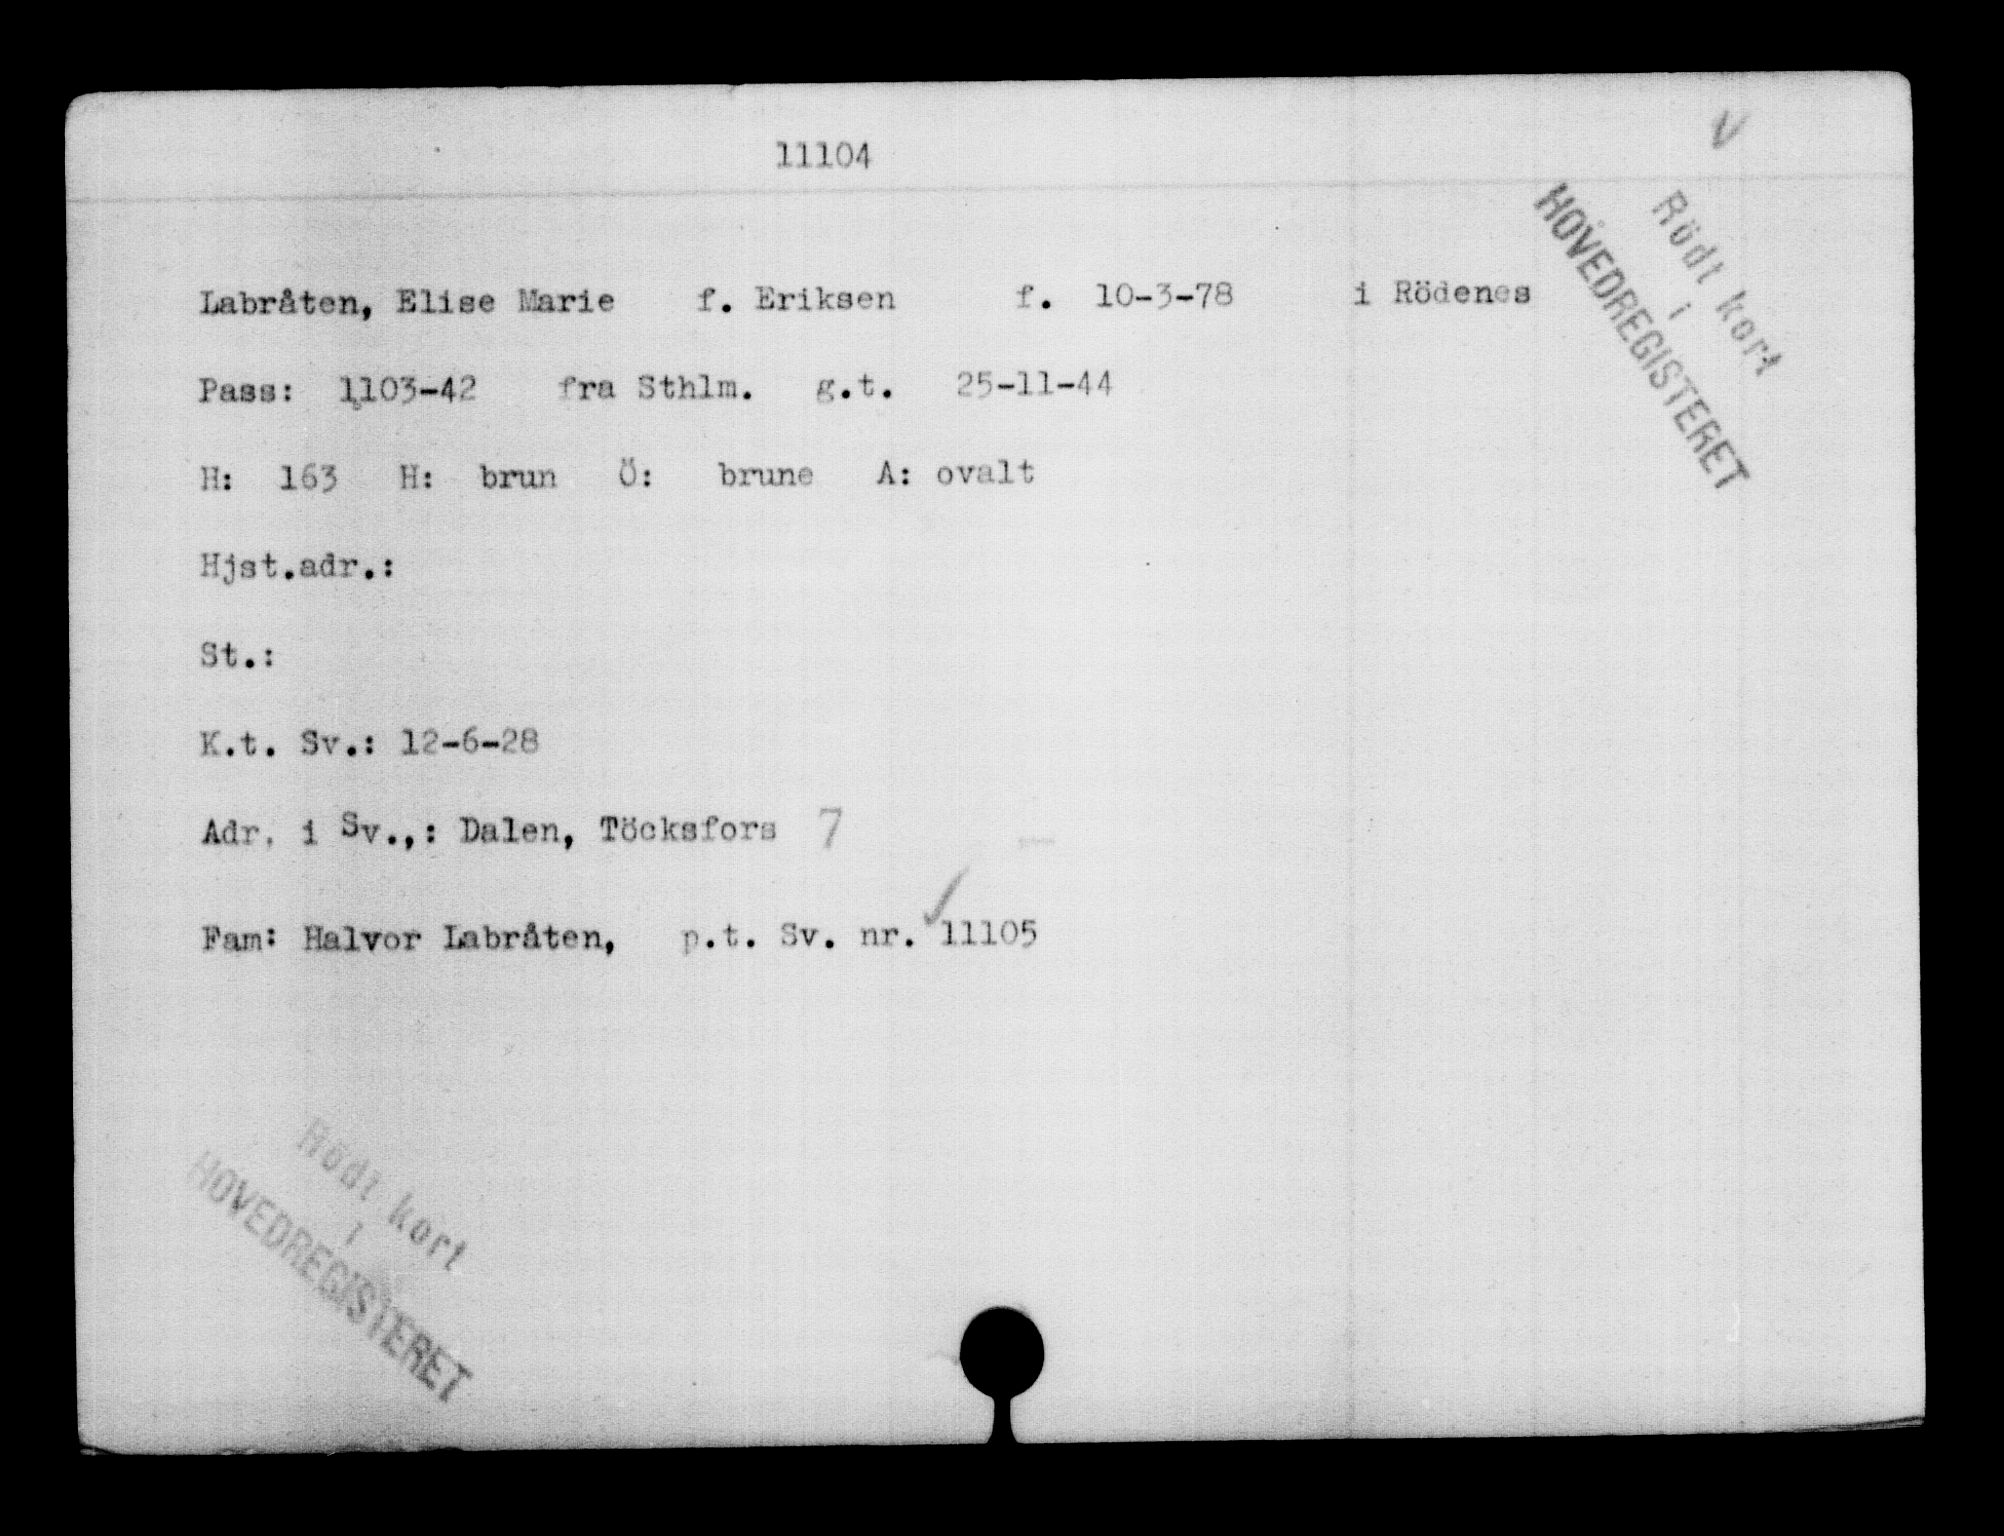 11104
Rödt kort
i
HOVEDREGISTERET
Labråten, Elise Marie f. Eriksen f. 10-3-78 i Rödenes
Pass: 1103-42 fra Sthlm. g.t. 25-11-44
H: 163 H: brun Ö: brune A: ovalt
Hjst.adr.:
St.:
K.t. Sv.: 12-6-28
Adr. i Sv.,: Dalen, Töcksfors 7
Fam: Halvor Labråten, p.t. Sv. nr. 11105
Rödt kort
i
HOVEDREGISTERET